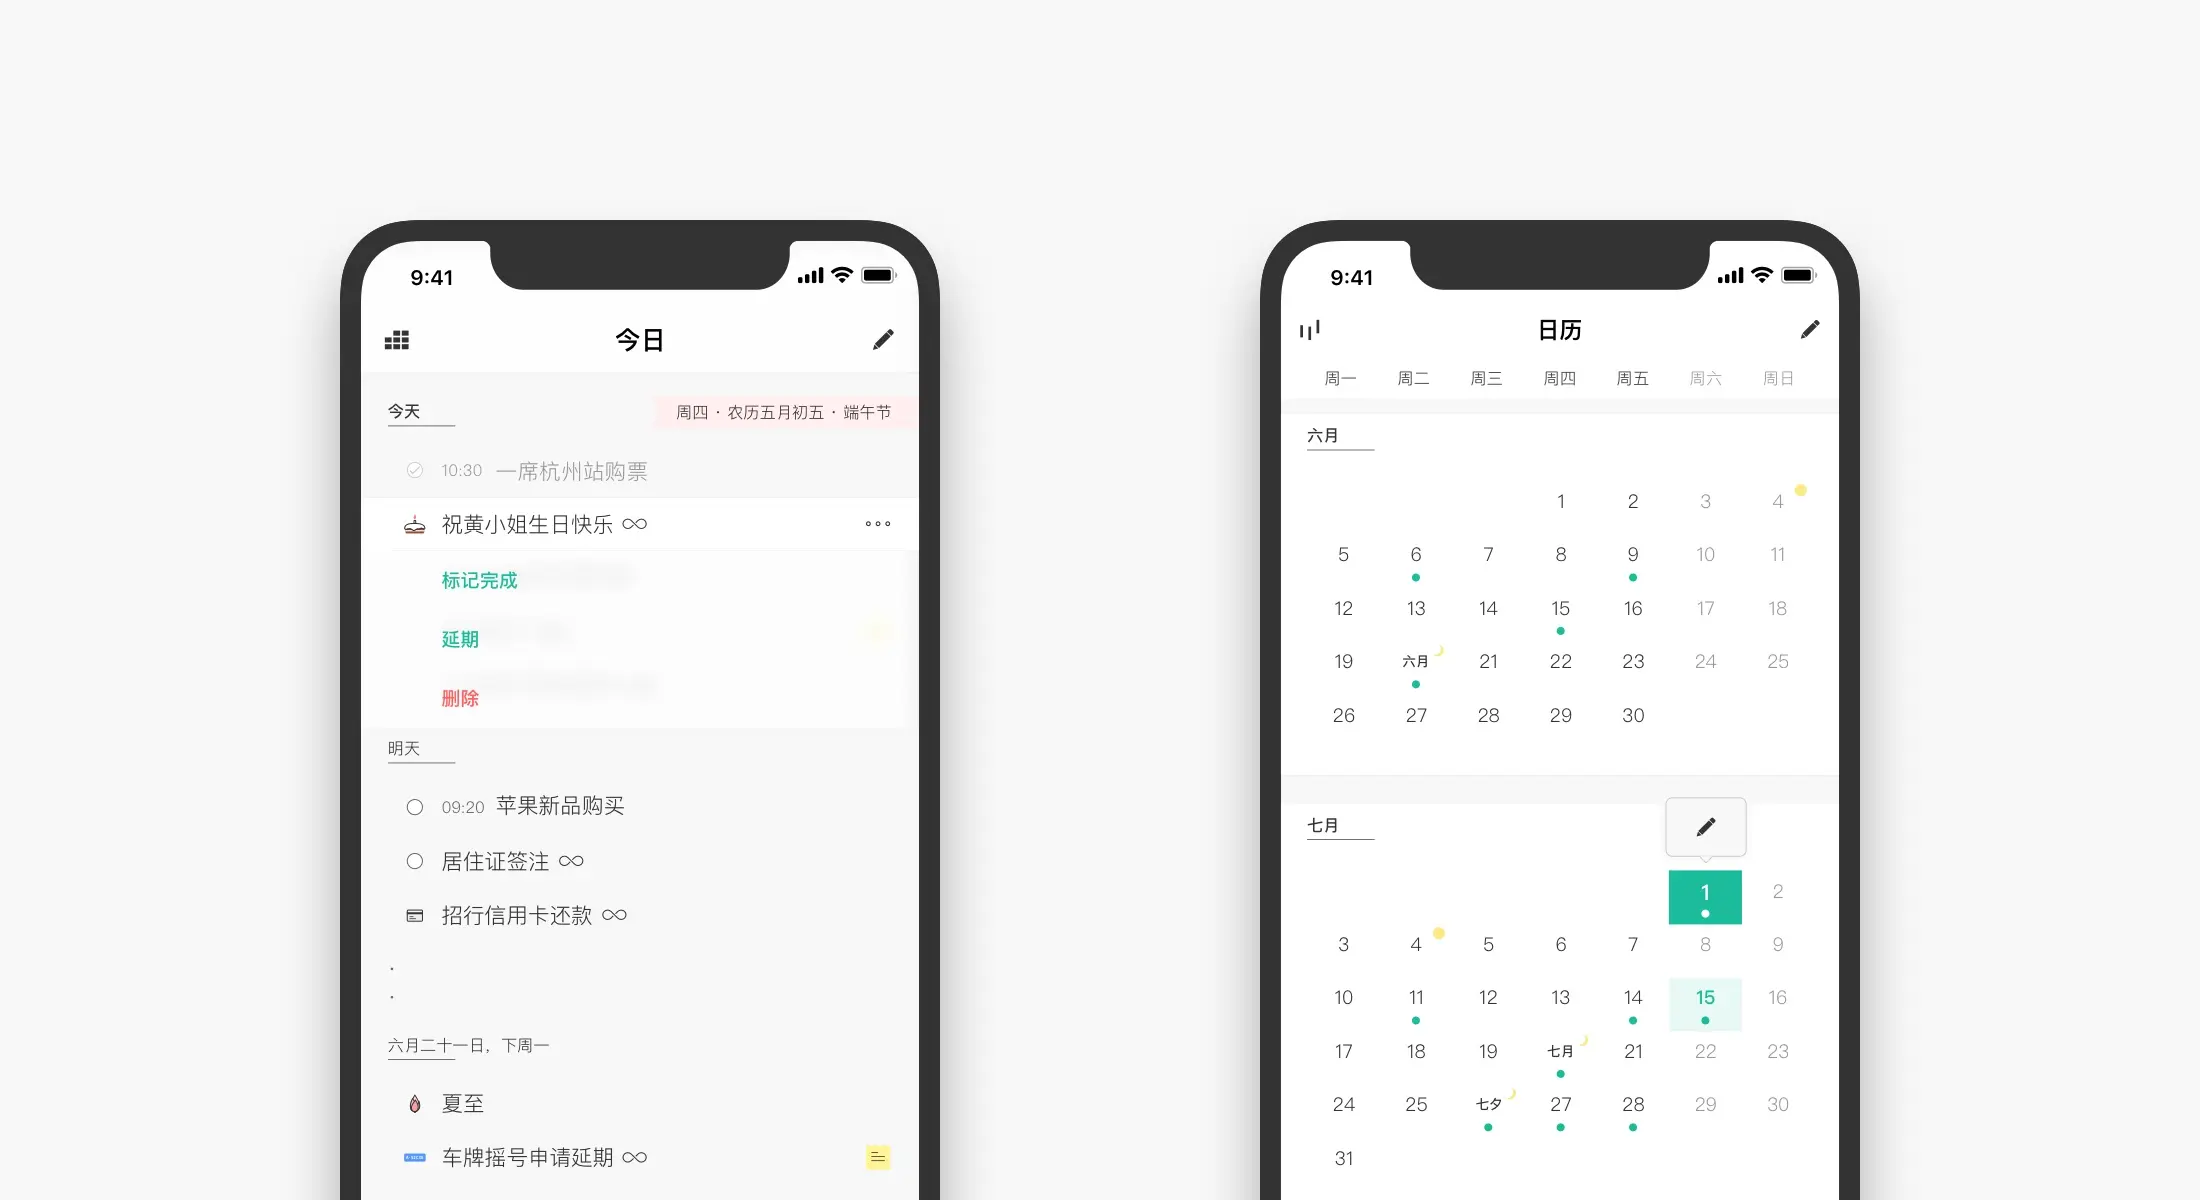 9:41
今日
今天
周四 · 农历五月初五 · 端午节
10:30 一席杭州站购票
祝黄小姐生日快乐
标记完成
延期
删除
明天
09:20 苹果新品购买
居住证签注
招行信用卡还款
六月二十一日，下周一
夏至
车牌摇号申请延期
9:41
日历
周一 周二 周三 周四 周五 周六 周日
六月
1 2 3 4
5 6 7 8 9 10 11
12 13 14 15 16 17 18
19 六月 21 22 23 24 25
26 27 28 29 30
七月
1 2
3 4 5 6 7 8 9
10 11 12 13 14 15 16
17 18 19 七月 21 22 23
24 25 七夕 27 28 29 30
31